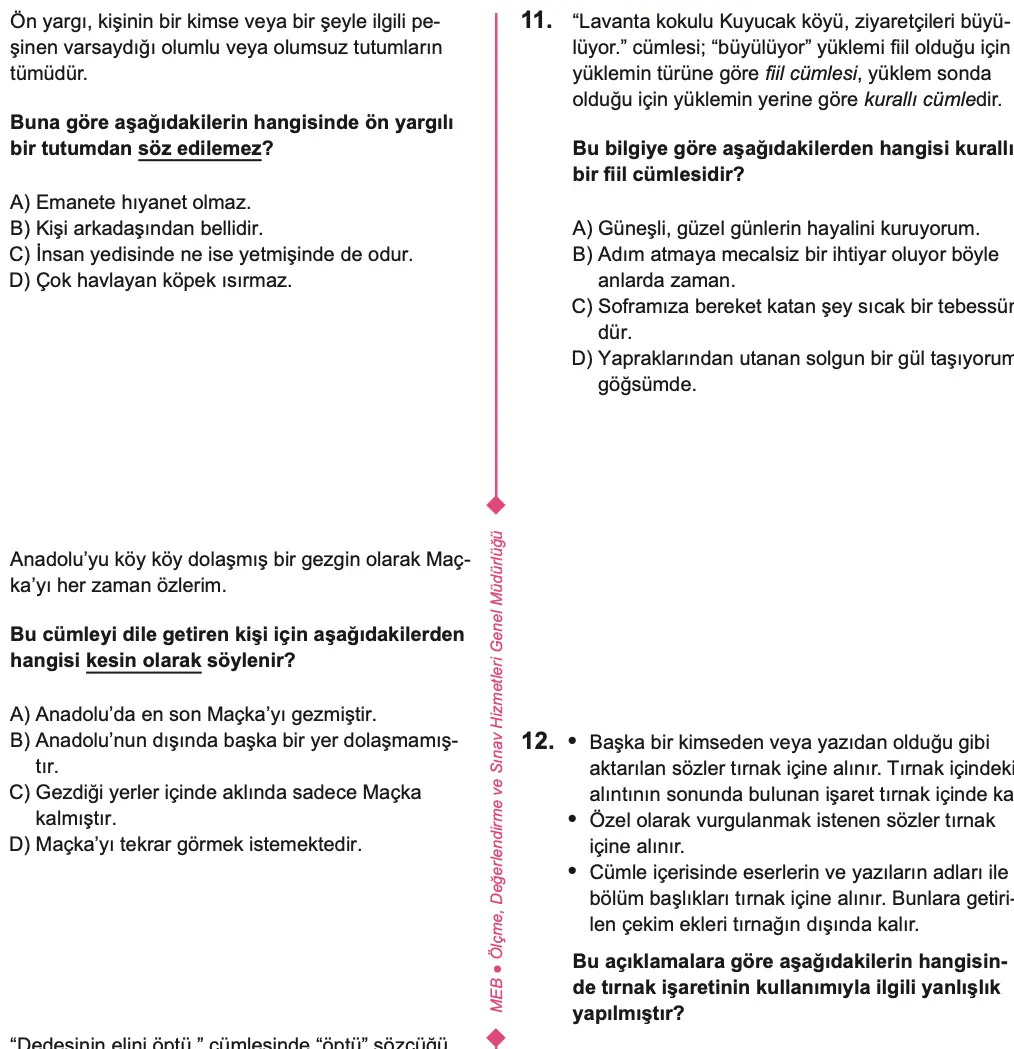 Ön yargı, kişinin bir kimse veya bir şeyle ilgili pe-
şinen varsaydığı olumlu veya olumsuz tutumların
tümüdür.
Buna göre aşağıdakilerin hangisinde ön yargılı
bir tutumdan söz edilemez?
A) Emanete hıyanet olmaz.
B) Kişi arkadaşından bellidir.
C) İnsan yedisinde ne ise yetmişinde de odur.
D) Çok havlayan köpek ısırmaz.
Anadolu’yu köy köy dolaşmış bir gezgin olarak Maç-
ka’yı her zaman özlerim.
Bu cümleyi dile getiren kişi için aşağıdakilerden
hangisi kesin olarak söylenir?
A) Anadolu’da en son Maçka’yı gezmiştir.
B) Anadolu’nun dışında başka bir yer dolaşmamış-
tır.
C) Gezdiği yerler içinde aklında sadece Maçka
kalmıştır.
D) Maçka’yı tekrar görmek istemektedir.
“Dedesinin elini öptü.” cümlesinde “öptü” sözcüğü
MEB ● Ölçme, Değerlendirme ve Sınav Hizmetleri Genel Müdürlüğü
11. “Lavanta kokulu Kuyucak köyü, ziyaretçileri büyü-
lüyor.” cümlesi; “büyülüyor” yüklemi fiil olduğu için
yüklemin türüne göre fiil cümlesi, yüklem sonda
olduğu için yüklemin yerine göre kurallı cümledir.
Bu bilgiye göre aşağıdakilerden hangisi kurallı
bir fiil cümlesidir?
A) Güneşli, güzel günlerin hayalini kuruyorum.
B) Adım atmaya mecalsiz bir ihtiyar oluyor böyle
anlarda zaman.
C) Soframıza bereket katan şey sıcak bir tebessür
dür.
D) Yapraklarından utanan solgun bir gül taşıyorum
göğsümde.
12. • Başka bir kimseden veya yazıdan olduğu gibi
aktarılan sözler tırnak içine alınır. Tırnak içindeki
alıntının sonunda bulunan işaret tırnak içinde ka
• Özel olarak vurgulanmak istenen sözler tırnak
içine alınır.
• Cümle içerisinde eserlerin ve yazıların adları ile
bölüm başlıkları tırnak içine alınır. Bunlara getiri-
len çekim ekleri tırnağın dışında kalır.
Bu açıklamalara göre aşağıdakilerin hangisin-
de tırnak işaretinin kullanımıyla ilgili yanlışlık
yapılmıştır?